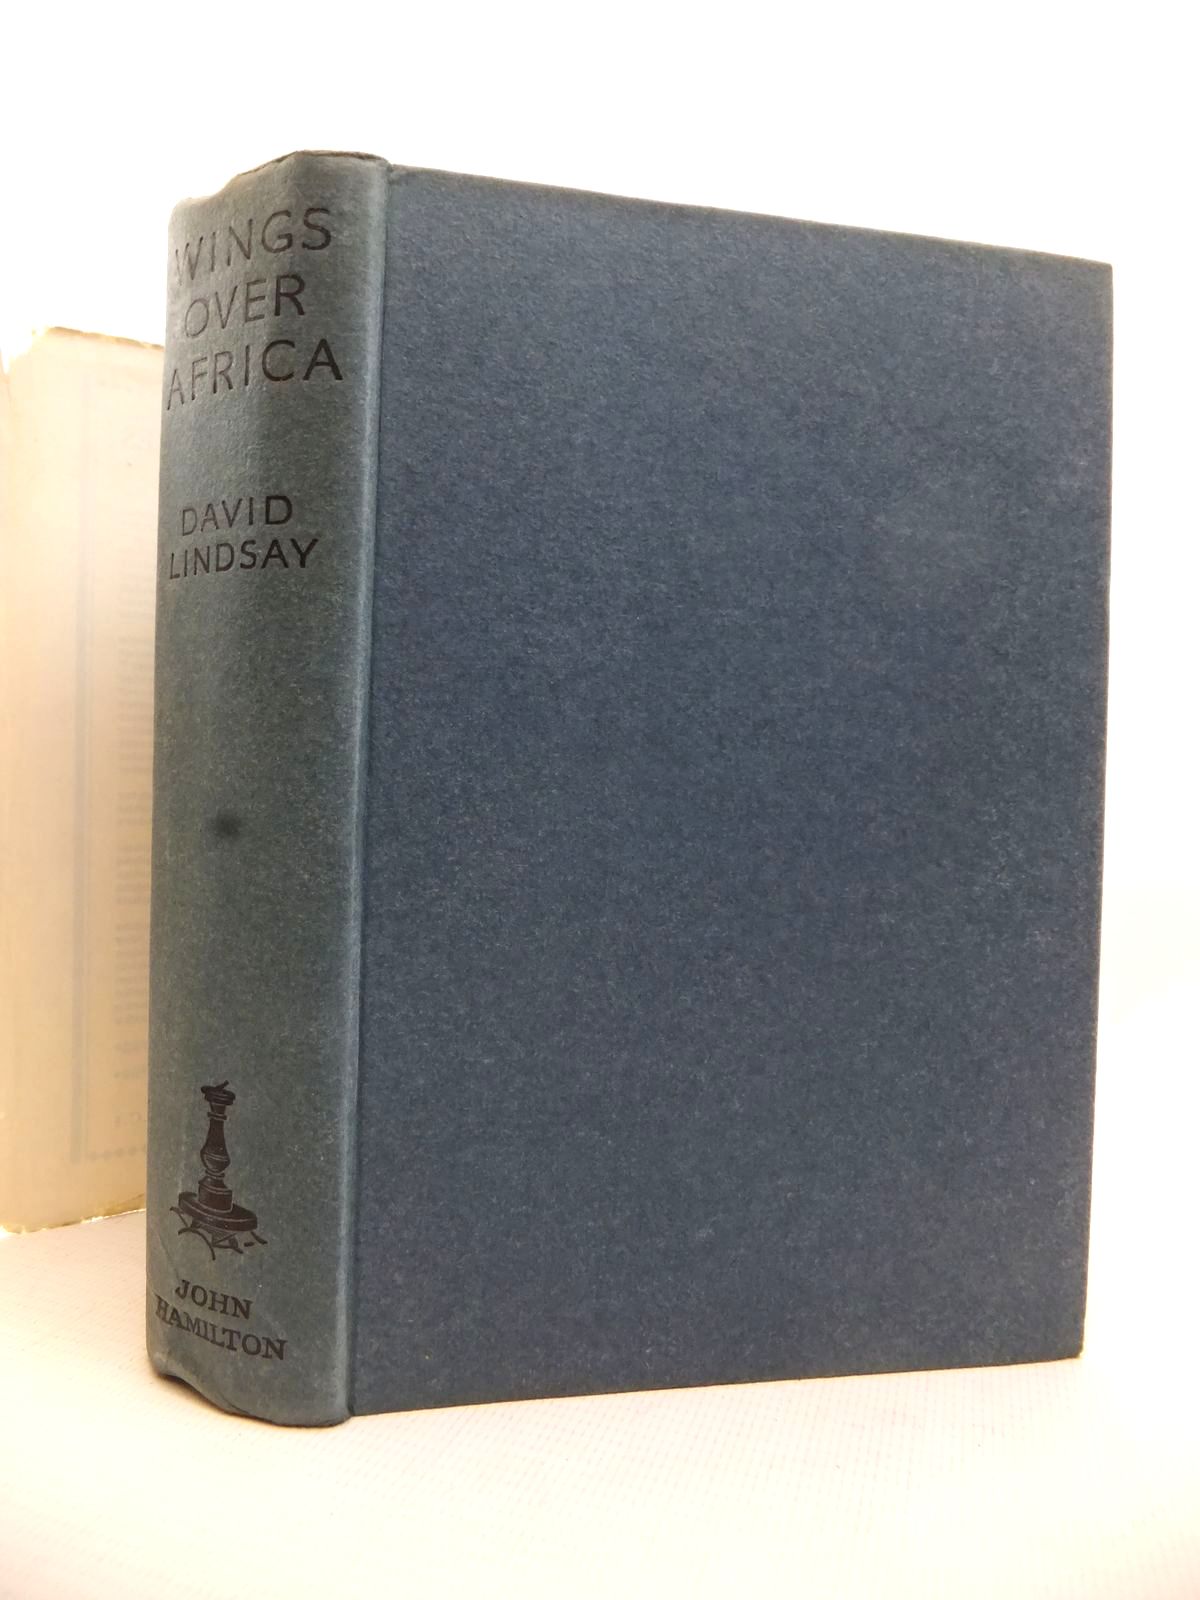 WINGS
OVER
AFRICA
DAVID
LINDSAY
JOHN
HAMILTON